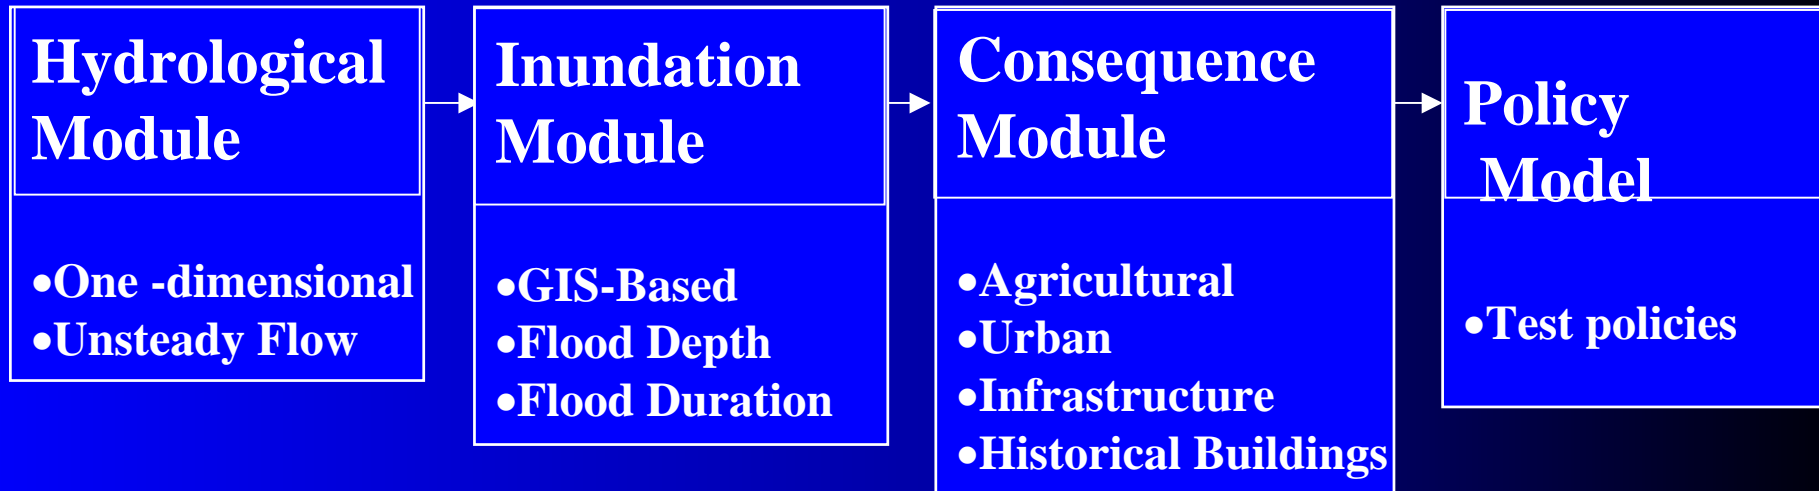 Hydrological
Module
•One -dimensional
•Unsteady Flow
Inundation
Module
•GIS-Based
•Flood Depth
•Flood Duration
Consequence
Module
•Agricultural
•Urban
•Infrastructure
•Historical Buildings
Policy
Model
•Test policies